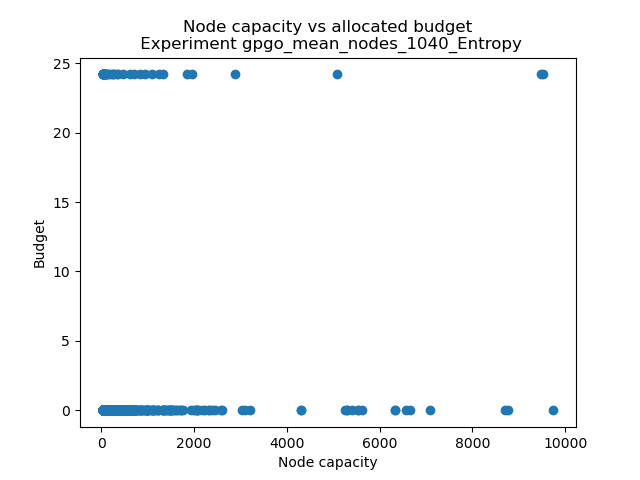 Node capacity vs allocated budget
Experiment gpgo_mean_nodes_1040_Entropy
25
20
15
10
5
0
Budget
0 2000 4000 6000 8000 10000
Node capacity